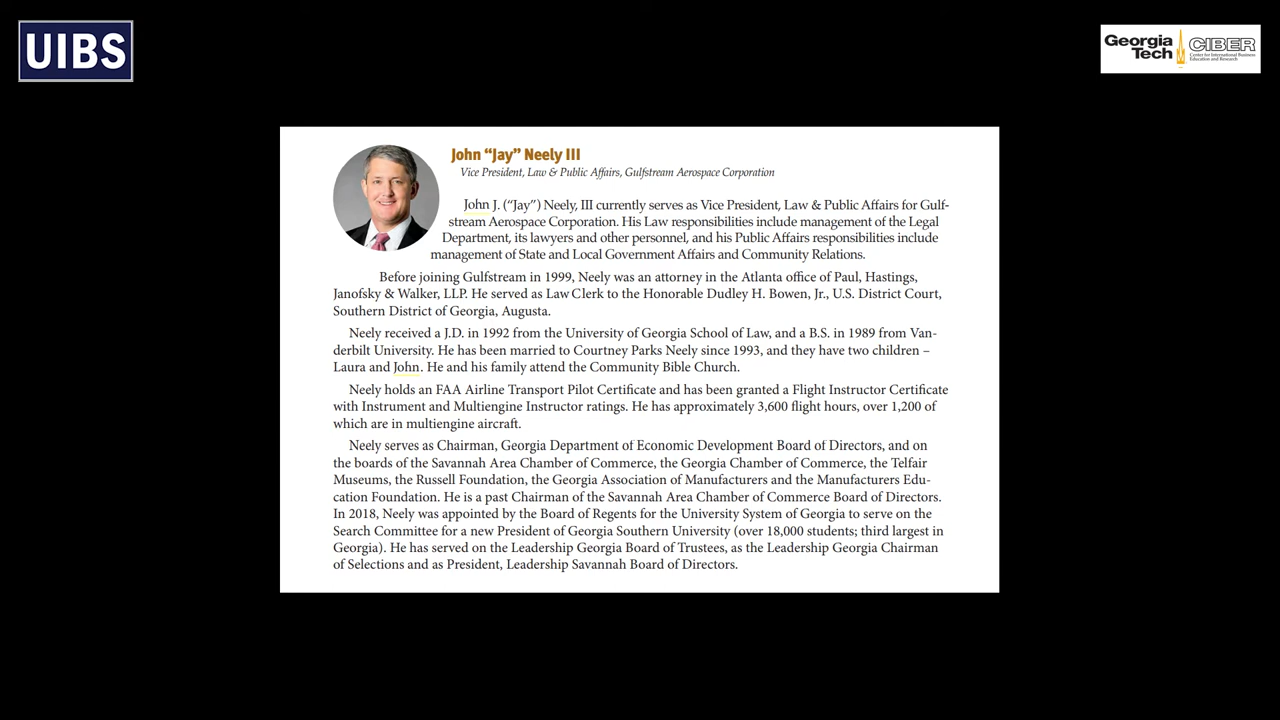 UIBS
Georgia Tech
CIBER
Center for International Business
Education and Research
John “Jay” Neely III
Vice President, Law & Public Affairs, Gulfstream Aerospace Corporation
John J. (“Jay”) Neely, III currently serves as Vice President, Law & Public Affairs for Gulf-
stream Aerospace Corporation. His Law responsibilities include management of the Legal
Department, its lawyers and other personnel, and his Public Affairs responsibilities include
management of State and Local Government Affairs and Community Relations.
Before joining Gulfstream in 1999, Neely was an attorney in the Atlanta office of Paul, Hastings,
Janofsky & Walker, LLP. He served as Law Clerk to the Honorable Dudley H. Bowen, Jr., U.S. District Court,
Southern District of Georgia, Augusta.
Neely received a J.D. in 1992 from the University of Georgia School of Law, and a B.S. in 1989 from Van-
derbilt University. He has been married to Courtney Parks Neely since 1993, and they have two children –
Laura and John. He and his family attend the Community Bible Church.
Neely holds an FAA Airline Transport Pilot Certificate and has been granted a Flight Instructor Certificate
with Instrument and Multiengine Instructor ratings. He has approximately 3,600 flight hours, over 1,200 of
which are in multiengine aircraft.
Neely serves as Chairman, Georgia Department of Economic Development Board of Directors, and on
the boards of the Savannah Area Chamber of Commerce, the Georgia Chamber of Commerce, the Telfair
Museums, the Russell Foundation, the Georgia Association of Manufacturers and the Manufacturers Edu-
cation Foundation. He is a past Chairman of the Savannah Area Chamber of Commerce Board of Directors.
In 2018, Neely was appointed by the Board of Regents for the University System of Georgia to serve on the
Search Committee for a new President of Georgia Southern University (over 18,000 students; third largest in
Georgia). He has served on the Leadership Georgia Board of Trustees, as the Leadership Georgia Chairman
of Selections and as President, Leadership Savannah Board of Directors.